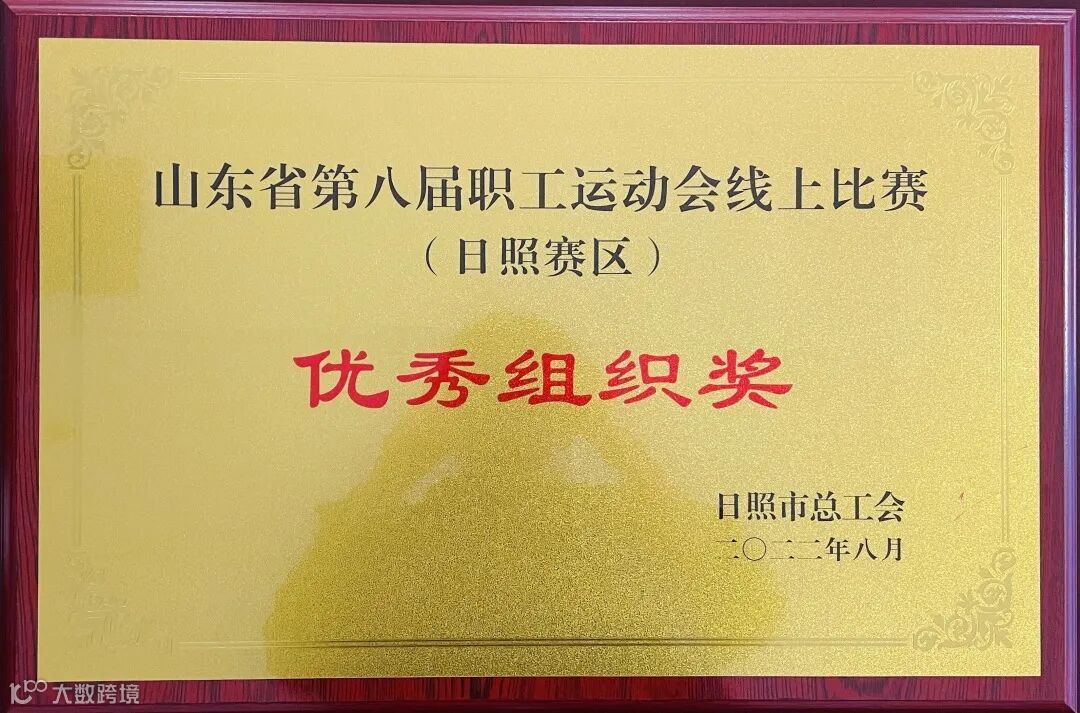 山东省第八届职工运动会线上比赛
（日照赛区）
优秀组织奖
日照市总工会
二〇二二年八月
大数跨境